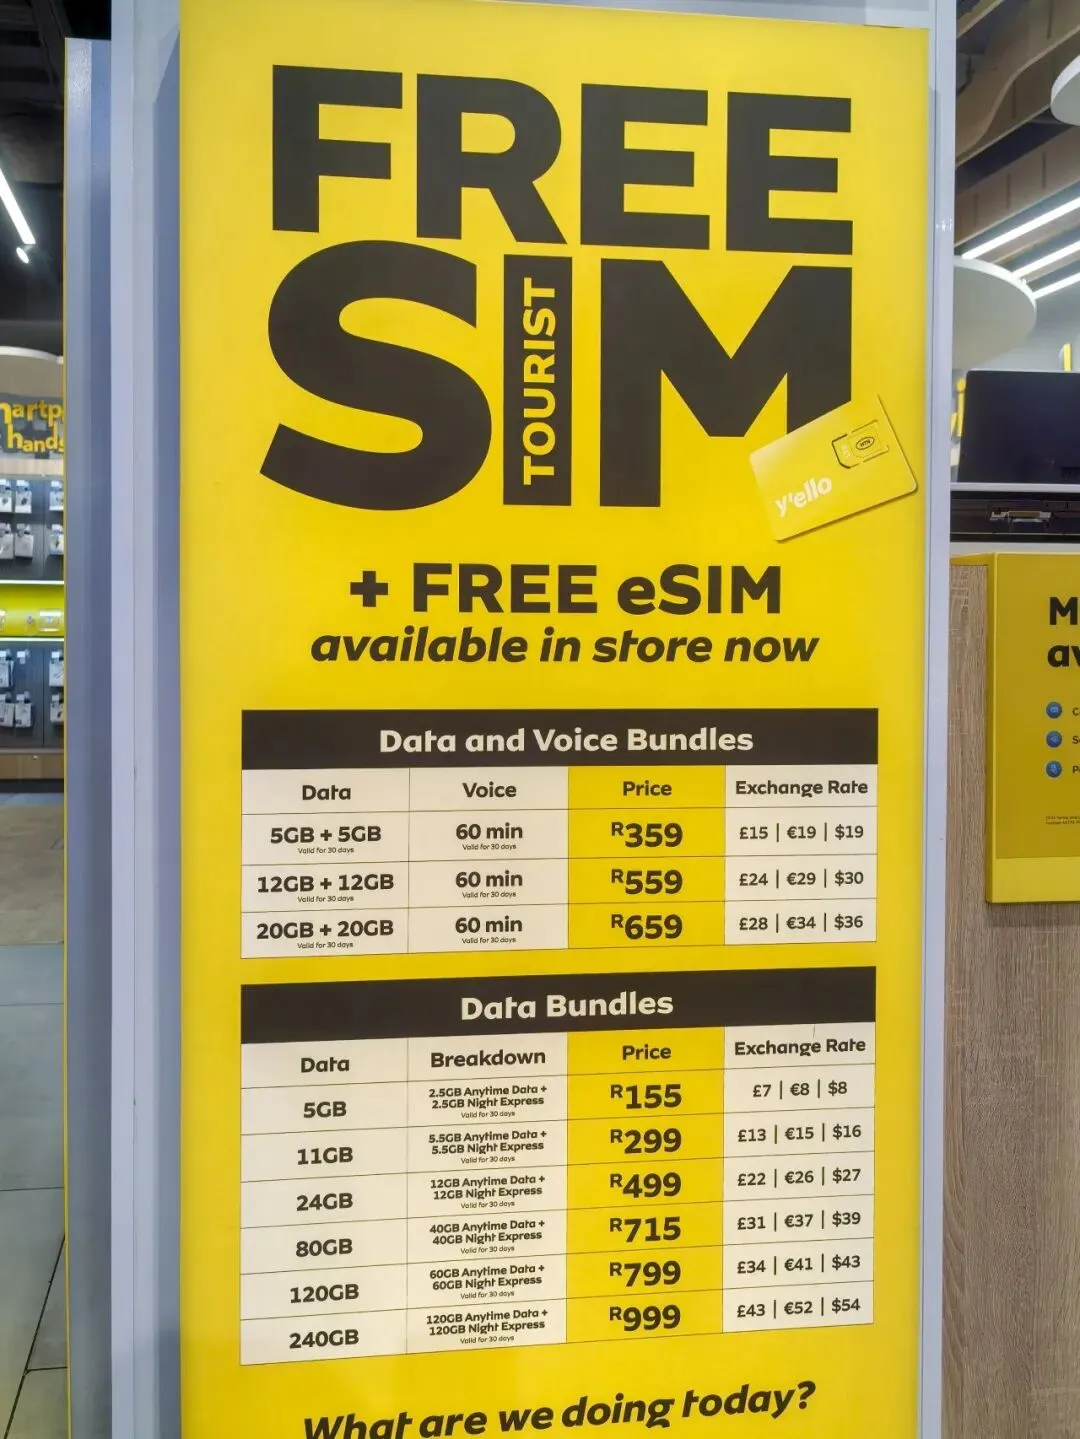 FREE
SIM
TOURIST
y'ello
MTN
+ FREE eSIM
available in store now
Data and Voice Bundles
Data Voice Price Exchange Rate
5GB + 5GB 60 min R359 £15 | €19 | $19
Valid for 30 days Valid for 30 days
12GB + 12GB 60 min R559 £24 | €29 | $30
Valid for 30 days Valid for 30 days
20GB + 20GB 60 min R659 £28 | €34 | $36
Valid for 30 days Valid for 30 days
Data Bundles
Data Breakdown Price Exchange Rate
5GB 2.5GB Anytime Data + R155 £7 | €8 | $8
2.5GB Night Express
Valid for 30 days
11GB 5.5GB Anytime Data + R299 £13 | €15 | $16
5.5GB Night Express
Valid for 30 days
24GB 12GB Anytime Data + R499 £22 | €26 | $27
12GB Night Express
Valid for 30 days
80GB 40GB Anytime Data + R715 £31 | €37 | $39
40GB Night Express
Valid for 30 days
120GB 60GB Anytime Data + R799 £34 | €41 | $43
60GB Night Express
Valid for 30 days
240GB 120GB Anytime Data + R999 £43 | €52 | $54
120GB Night Express
Valid for 30 days
What are we doing today?